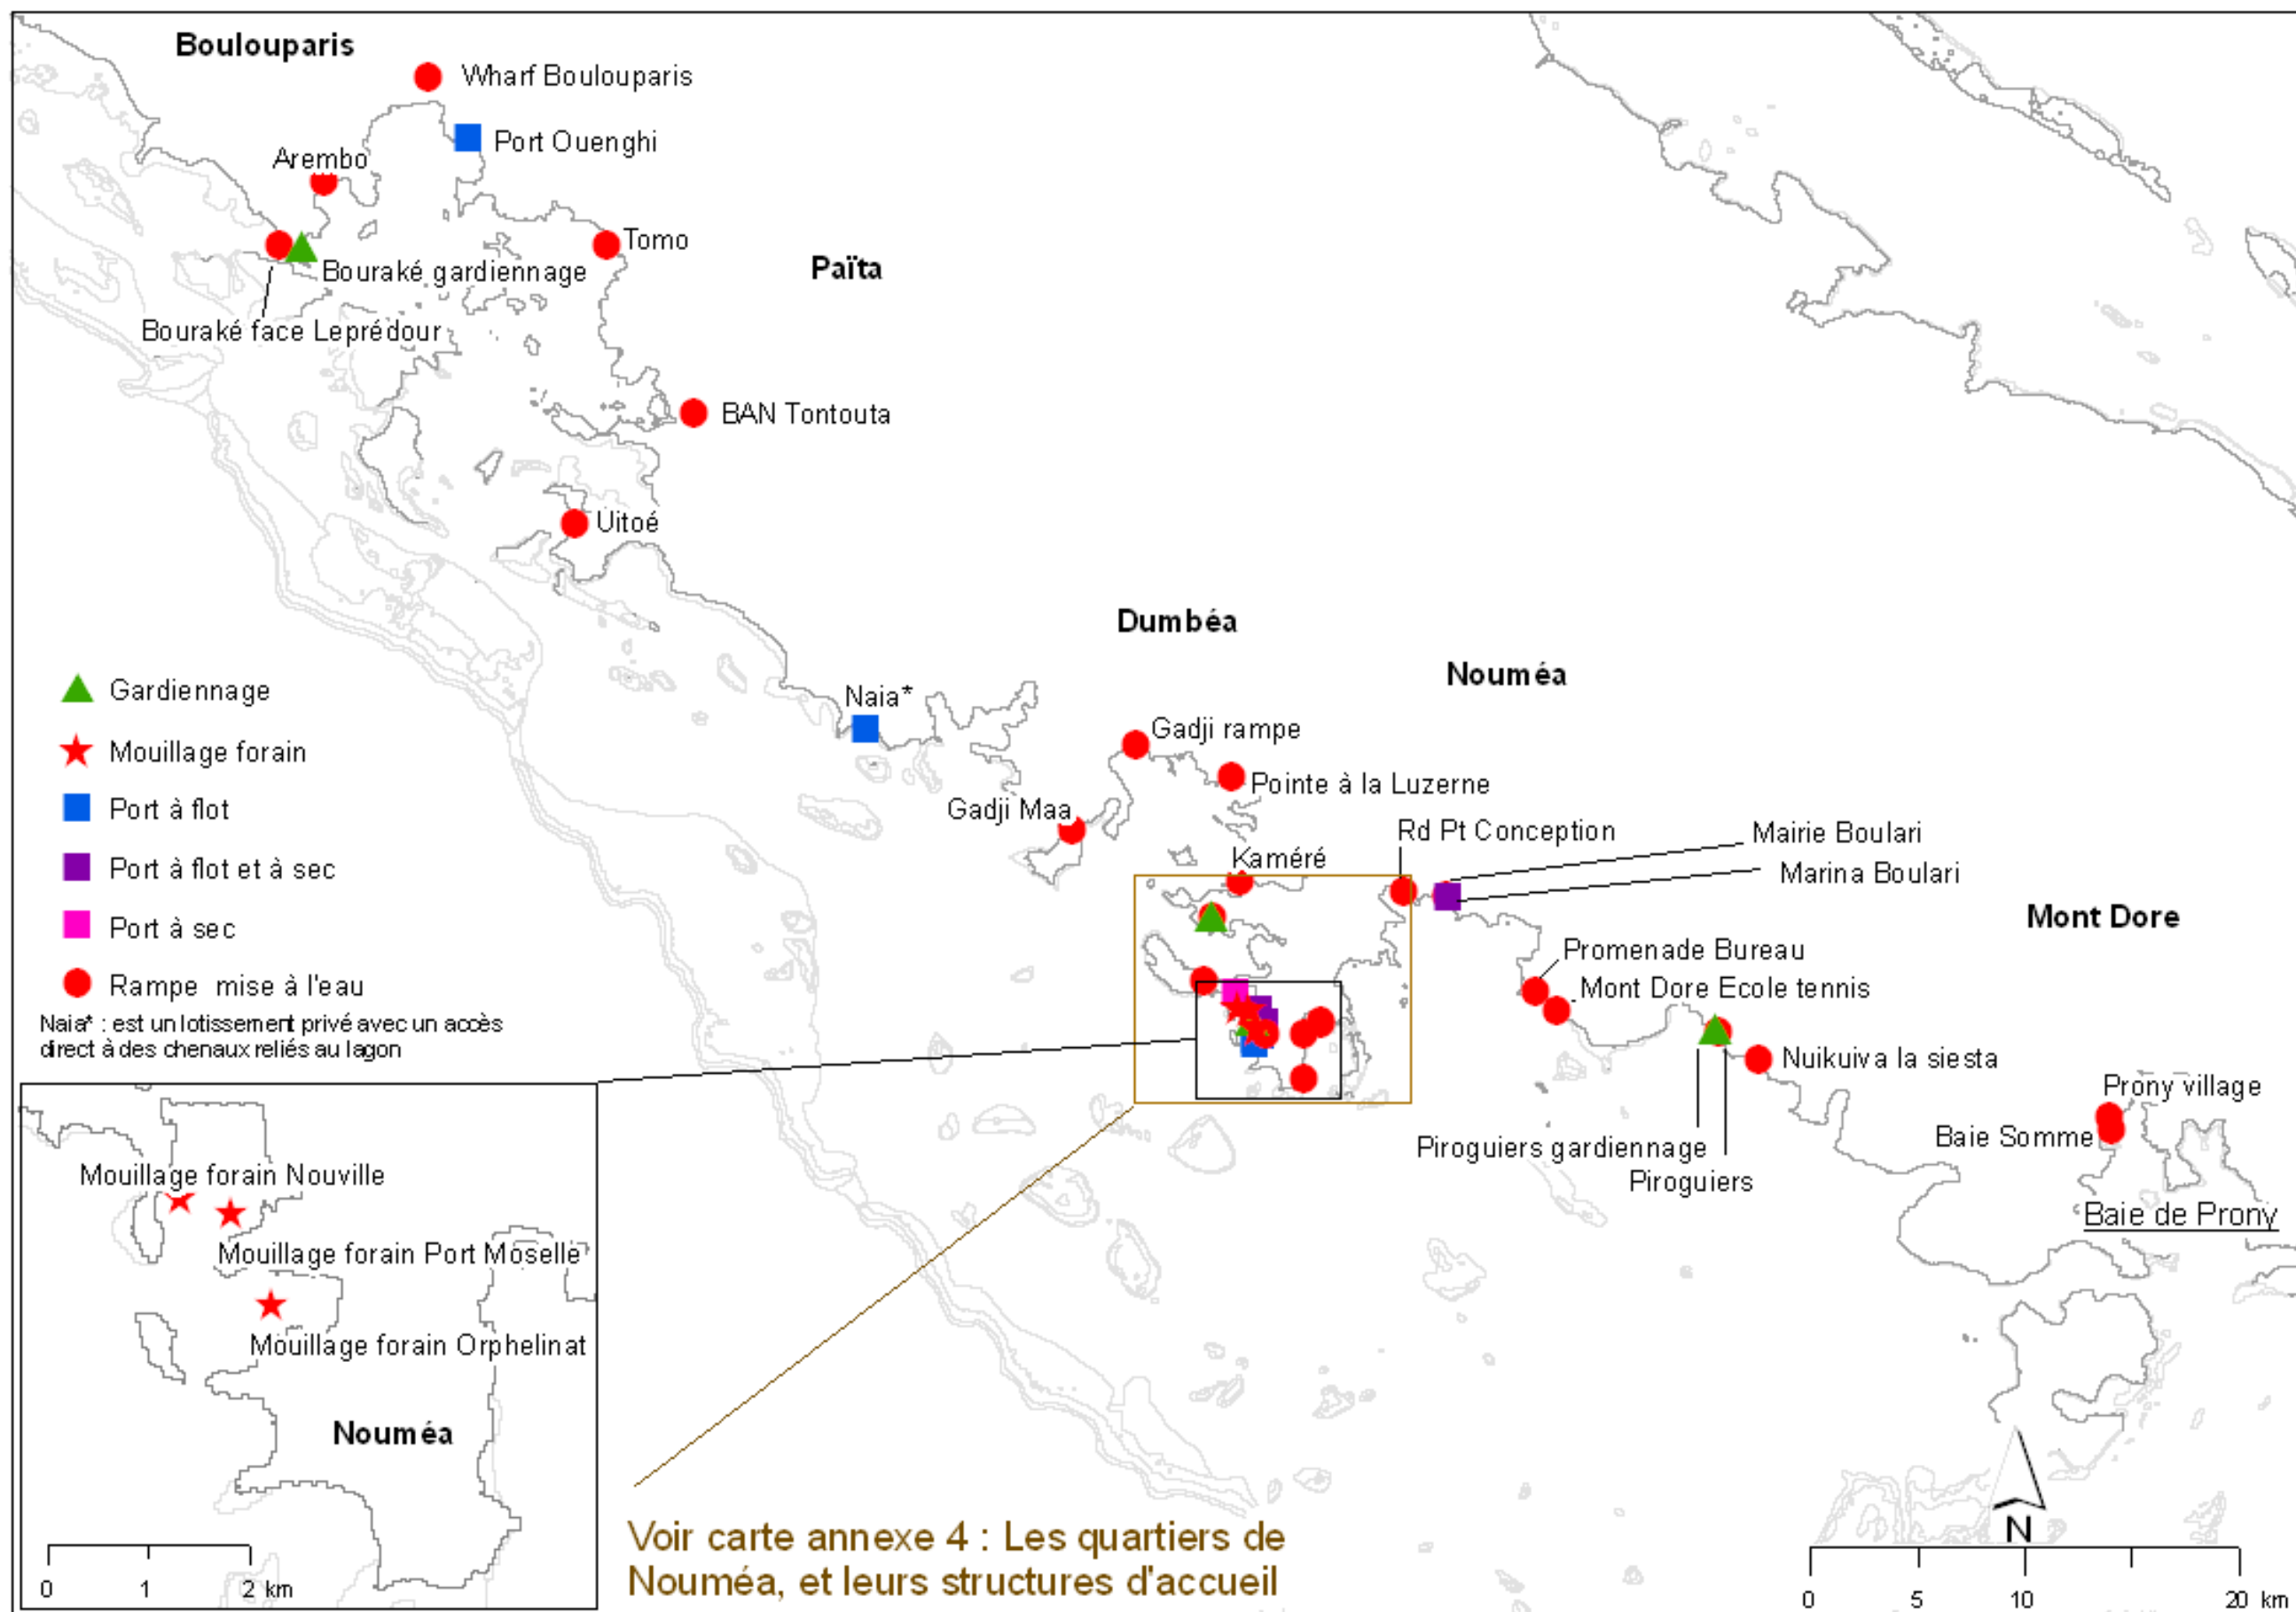 Boulouparis
Wharf Boulouparis
Port Ouenghi
Arembo
Tomo
Païta
Bouraké gardiennage
Bouraké face Leprédour
BAN Tontouta
Uitoé
Dumbéa
Nouméa
Gardiennage
Mouillage forain
Port à flot
Port à flot et à sec
Port à sec
Rampe mise à l'eau
Naia* : est un lotissement privé avec un accès
direct à des chenaux reliés au lagon
Naia*
Gadji rampe
Pointe à la Luzerne
Gadji Maa
Kaméré
Rd Pt Conception
Mairie Boulari
Marina Boulari
Mont Dore
Promenade Bureau
Mont Dore Ecole tennis
Nuikuiva la siesta
Piroguiers gardiennage
Piroguiers
Prony village
Baie Somme
Baie de Prony
Mouillage forain Nouville
Mouillage forain Port Moselle
Mouillage forain Orphelinat
Nouméa
0 1 2 km
Voir carte annexe 4 : Les quartiers de
Nouméa, et leurs structures d'accueil
N
0 5 10 20 km